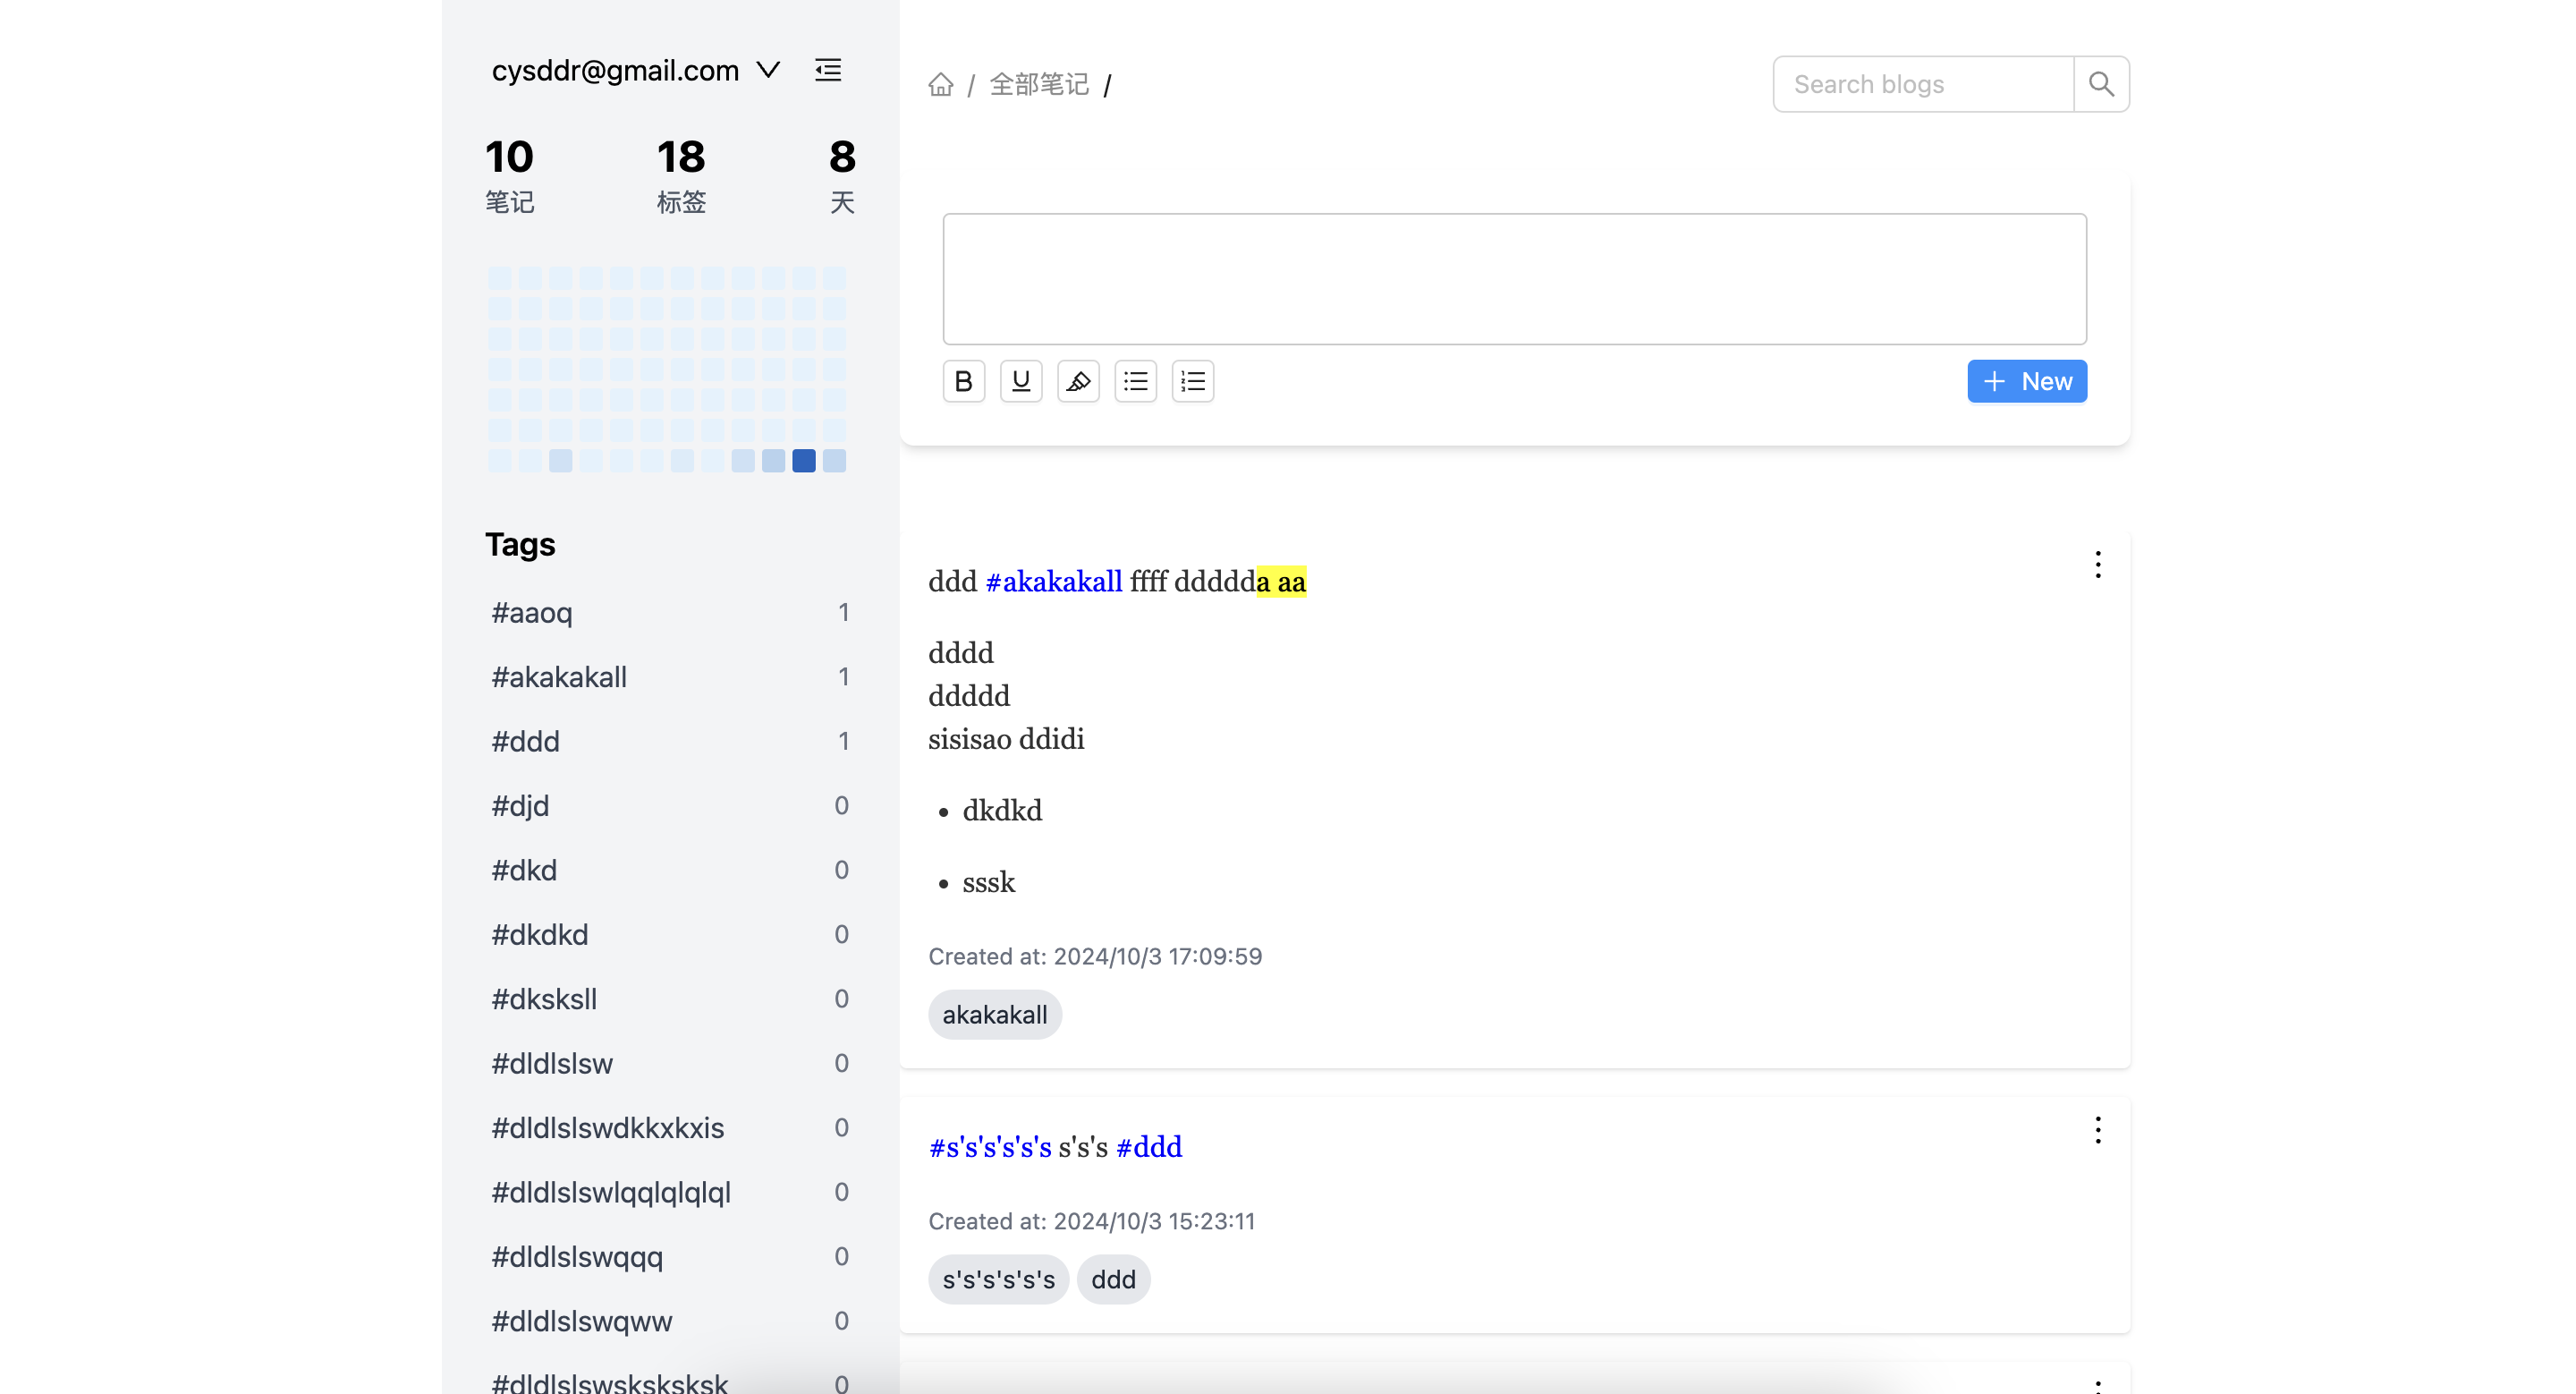 cysddr@gmail.com
10 18 8
笔记 标签 天
Tags
#aaoq 1
#akakakall 1
#ddd 1
#djd 0
#dkd 0
#dkdkd 0
#dksksll 0
#dldlslsw 0
#dldlslswdkkxkxis 0
#dldlslswlqqlqlqlql 0
#dldlslswqqq 0
#dldlslswqww 0
#dldlslswsksksksk 0
/ 全部笔记 /
Search blogs
B U
+ New
ddd #akakakall ffff ddddda aa
dddd
ddddd
sisisao ddidi
• dkdkd
• sssk
Created at: 2024/10/3 17:09:59
akakakall
#s's's's's's s's's #ddd
Created at: 2024/10/3 15:23:11
s's's's's's ddd